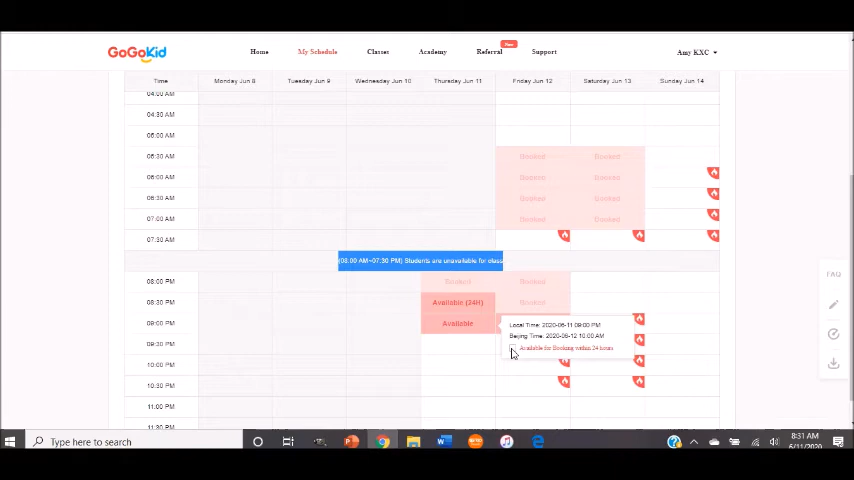 GoGoKid Home My Schedule Classes Academy Referral New Support Amy KXC
Time Monday Jun 8 Tuesday Jun 9 Wednesday Jun 10 Thursday Jun 11 Friday Jun 12 Saturday Jun 13 Sunday Jun 14
04:00 AM
04:30 AM
05:00 AM
05:30 AM Booked Booked
06:00 AM Booked Booked
06:30 AM Booked Booked
07:00 AM Booked Booked
07:30 AM
(08:00 AM~07:30 PM) Students are unavailable for class
08:00 PM Booked Booked
08:30 PM Available (24H) Booked
09:00 PM Available
Local Time: 2020-06-11 09:00 PM
Beijing Time: 2020-06-12 10:00 AM
Available for Booking within 24 hours
10:00 PM
10:30 PM
11:00 PM
11:30 PM
FAQ
Type here to search
8:31 AM
6/11/2020